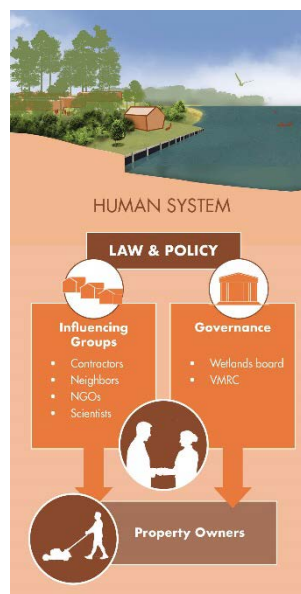 HUMAN SYSTEM
LAW & POLICY
Influencing
Groups
▪ Contractors
▪ Neighbors
▪ NGOs
▪ Scientists
Governance
▪ Wetlands board
▪ VMRC
Property Owners